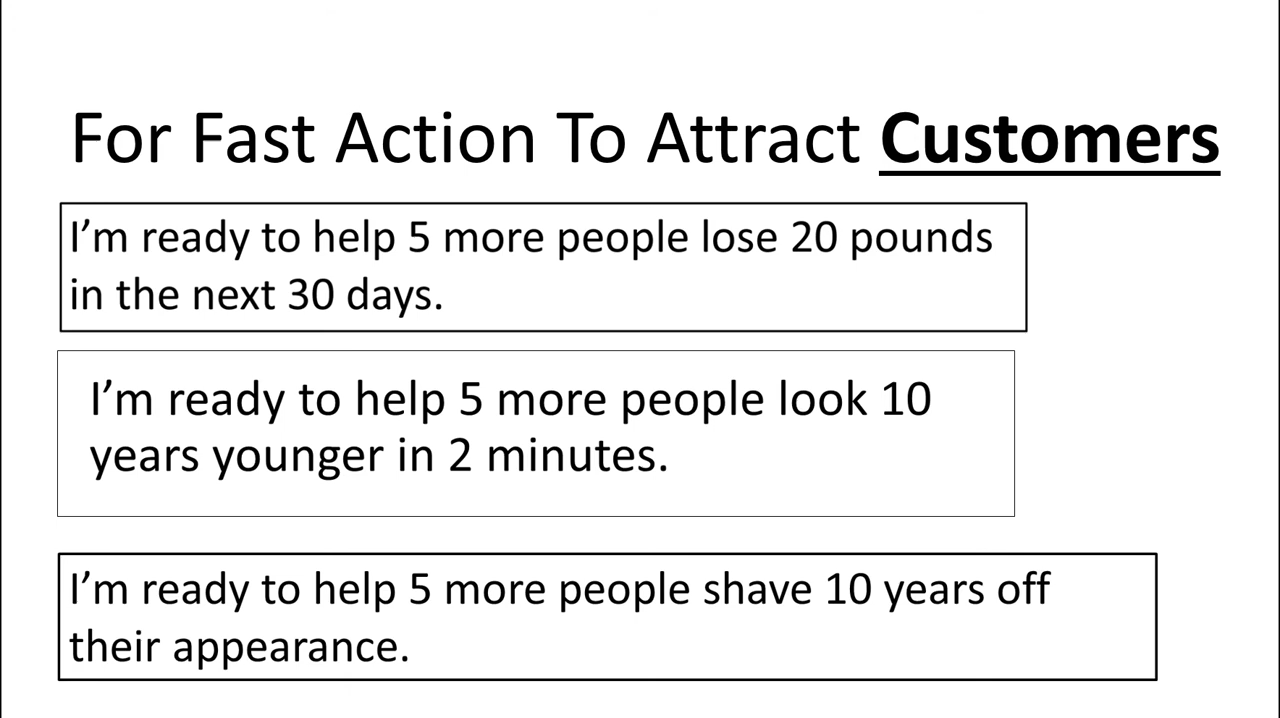 For Fast Action To Attract Customers
I’m ready to help 5 more people lose 20 pounds
in the next 30 days.
I’m ready to help 5 more people look 10
years younger in 2 minutes.
I’m ready to help 5 more people shave 10 years off
their appearance.